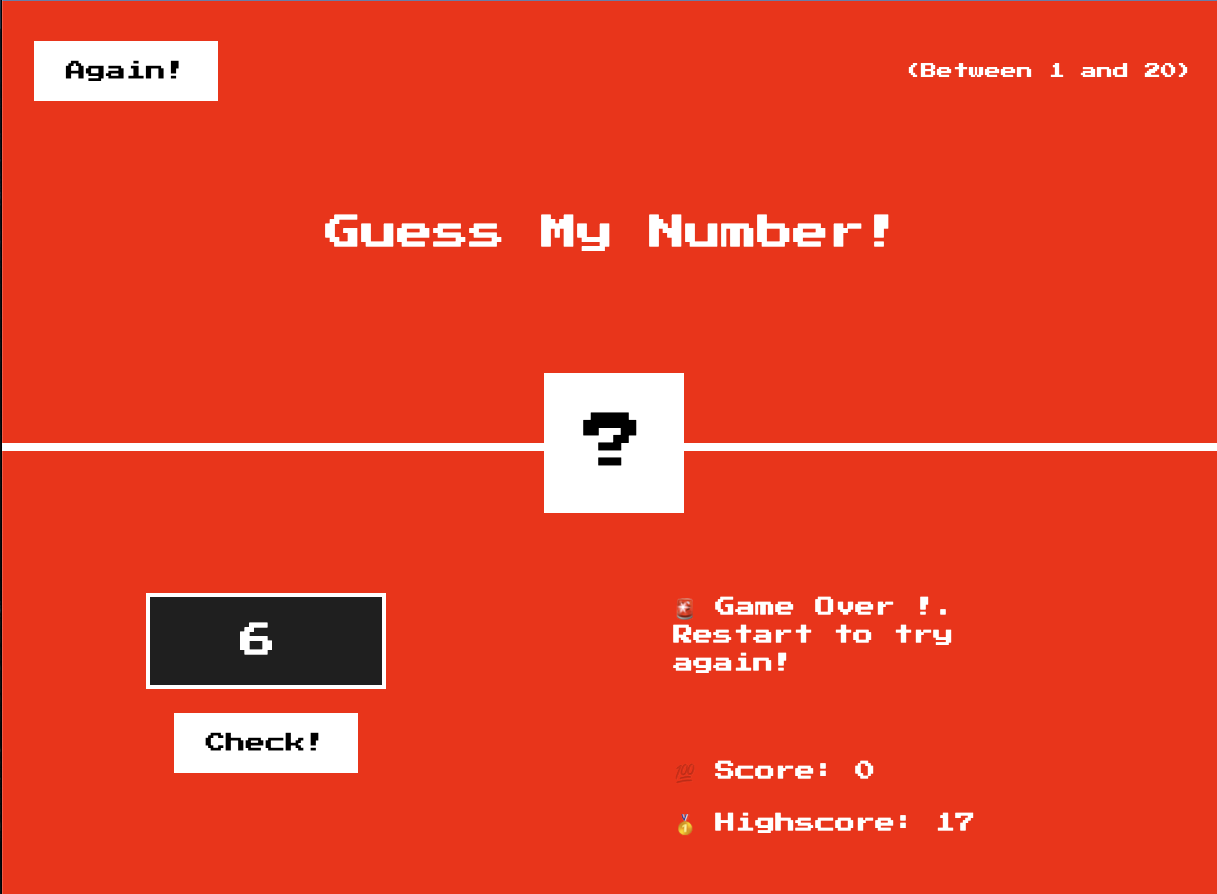 Again!
(Between 1 and 20)
Guess My Number!
?
6
Check!
🚨 Game Over !.
Restart to try
again!
💯 Score: 0
🥇 Highscore: 17